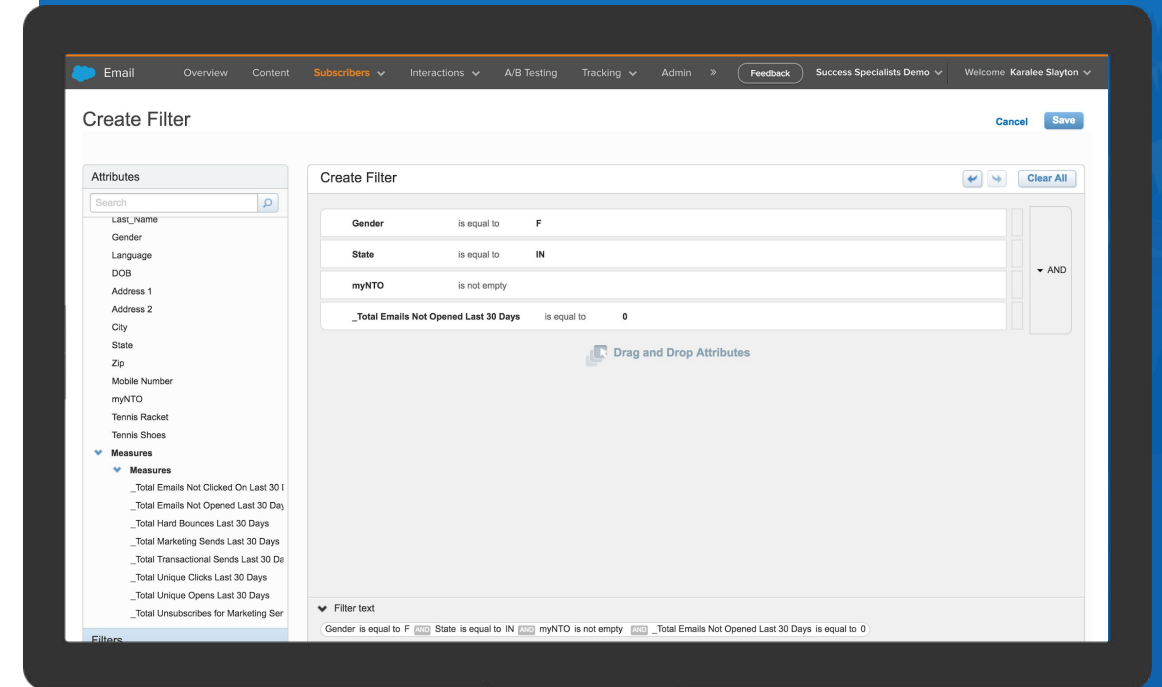 Email Overview Content Subscribers Interactions A/B Testing Tracking Admin » Feedback Success Specialists Demo Welcome Karalee Slayton
Create Filter
Cancel Save
Attributes
Search
Last_Name
Gender
Language
DOB
Address 1
Address 2
City
State
Zip
Mobile Number
myNTO
Tennis Racket
Tennis Shoes
Measures
Measures
_Total Emails Not Clicked On Last 30
_Total Emails Not Opened Last 30 Day
_Total Hard Bounces Last 30 Days
_Total Marketing Sends Last 30 Days
_Total Transactional Sends Last 30 Da
_Total Unique Clicks Last 30 Days
_Total Unique Opens Last 30 Days
_Total Unsubscribes for Marketing Ser
Filters
Create Filter Clear All
Gender is equal to F
State is equal to IN
myNTO is not empty
_Total Emails Not Opened Last 30 Days is equal to 0
AND
Drag and Drop Attributes
Filter text
Gender is equal to F AND State is equal to IN AND myNTO is not empty AND _Total Emails Not Opened Last 30 Days is equal to 0